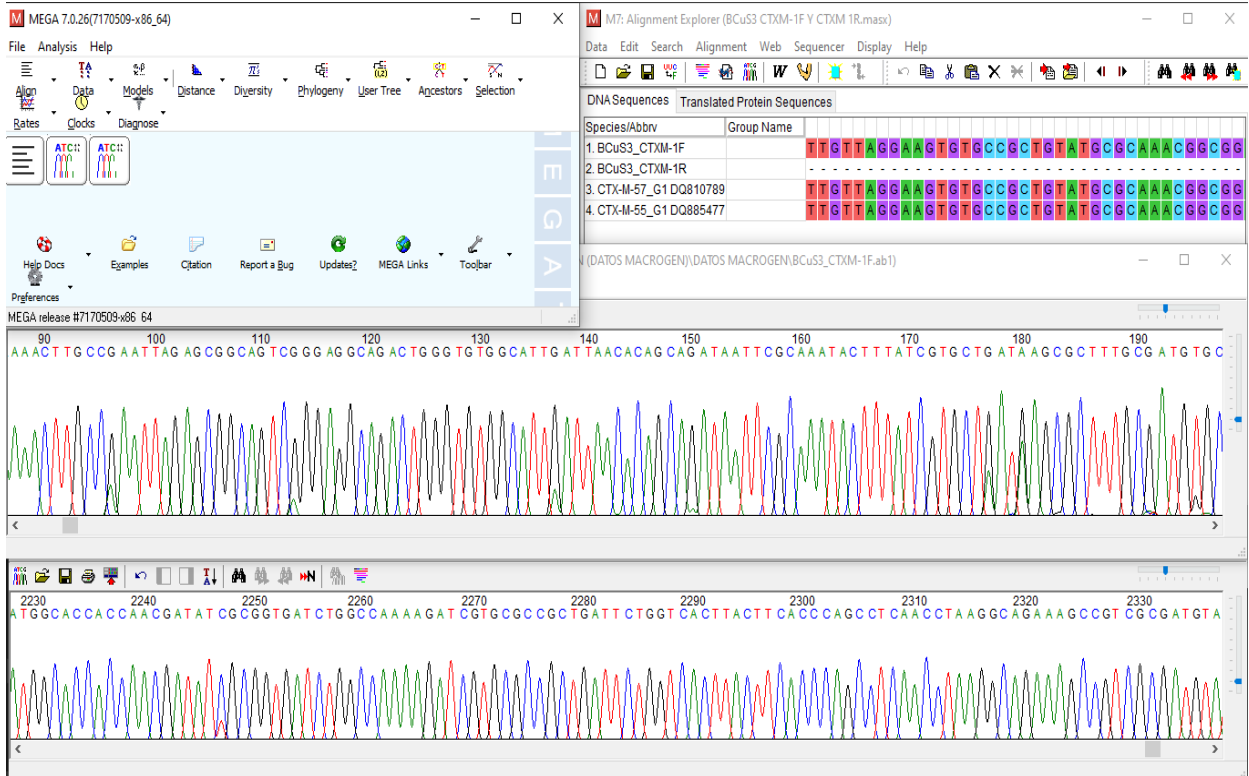 MEGA 7.0.26(7170509-x86_64)
File Analysis Help
Align Data Models Distance Diversity Phylogeny User Tree Ancestors Selection
Rates Clocks Diagnose
ATC::
ATC::
MEGA
Help Docs Examples Citation Report a Bug Updates? MEGA Links Toolbar
Preferences
MEGA release #7170509-x86_64
M7: Alignment Explorer (BCuS3 CTXM-1F Y CTXM 1R.masx)
Data Edit Search Alignment Web Sequencer Display Help
DNA Sequences Translated Protein Sequences
Species/Abbrv Group Name
1. BCuS3_CTXM-1F TTGTTAGGAAGTGTGCCGCTGTATGCGCAAACGGCGG
2. BCuS3_CTXM-1R -------------------------------------
3. CTX-M-57_G1 DQ810789 TTGTTAGGAAGTGTGCCGCTGTATGCGCAAACGGCGG
4. CTX-M-55_G1 DQ885477 TTGTTAGGAAGTGTGCCGCTGTATGCGCAAACGGCGG
(DATOS MACROGEN)\DATOS MACROGEN\BCuS3_CTXM-1F.ab1)
90 100 110 120 130 140 150 160 170 180 190
AAACTTGCCGAATTAGAGCGGCAGTCGGGAGGCAGACTGGGTGTGGCATTGATTAACACAGCAGATAATTCGCAAATACTTTATCGTGCTGATAAGCGCTTTGCGATGTGC
2230 2240 2250 2260 2270 2280 2290 2300 2310 2320 2330
ATGGCACCACCAACGATATCGCGGTGATCTGGCCAAAAGATCGTGCGCCGCTGATTCTGGTCACTTACTTCACCCAGCCTCAACCTAAGGCAGAAAGCCGTCGCGATGTA